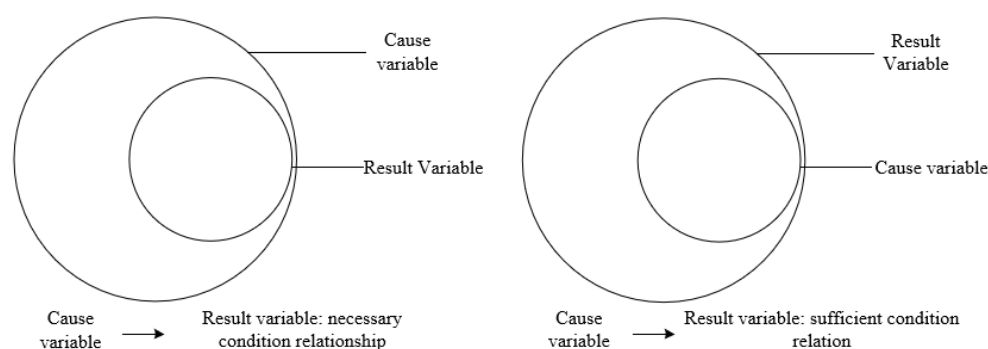 Cause
variable
Result Variable
Cause
variable
Result variable: necessary
condition relationship
Result
Variable
Cause variable
Cause
variable
Result variable: sufficient condition
relation